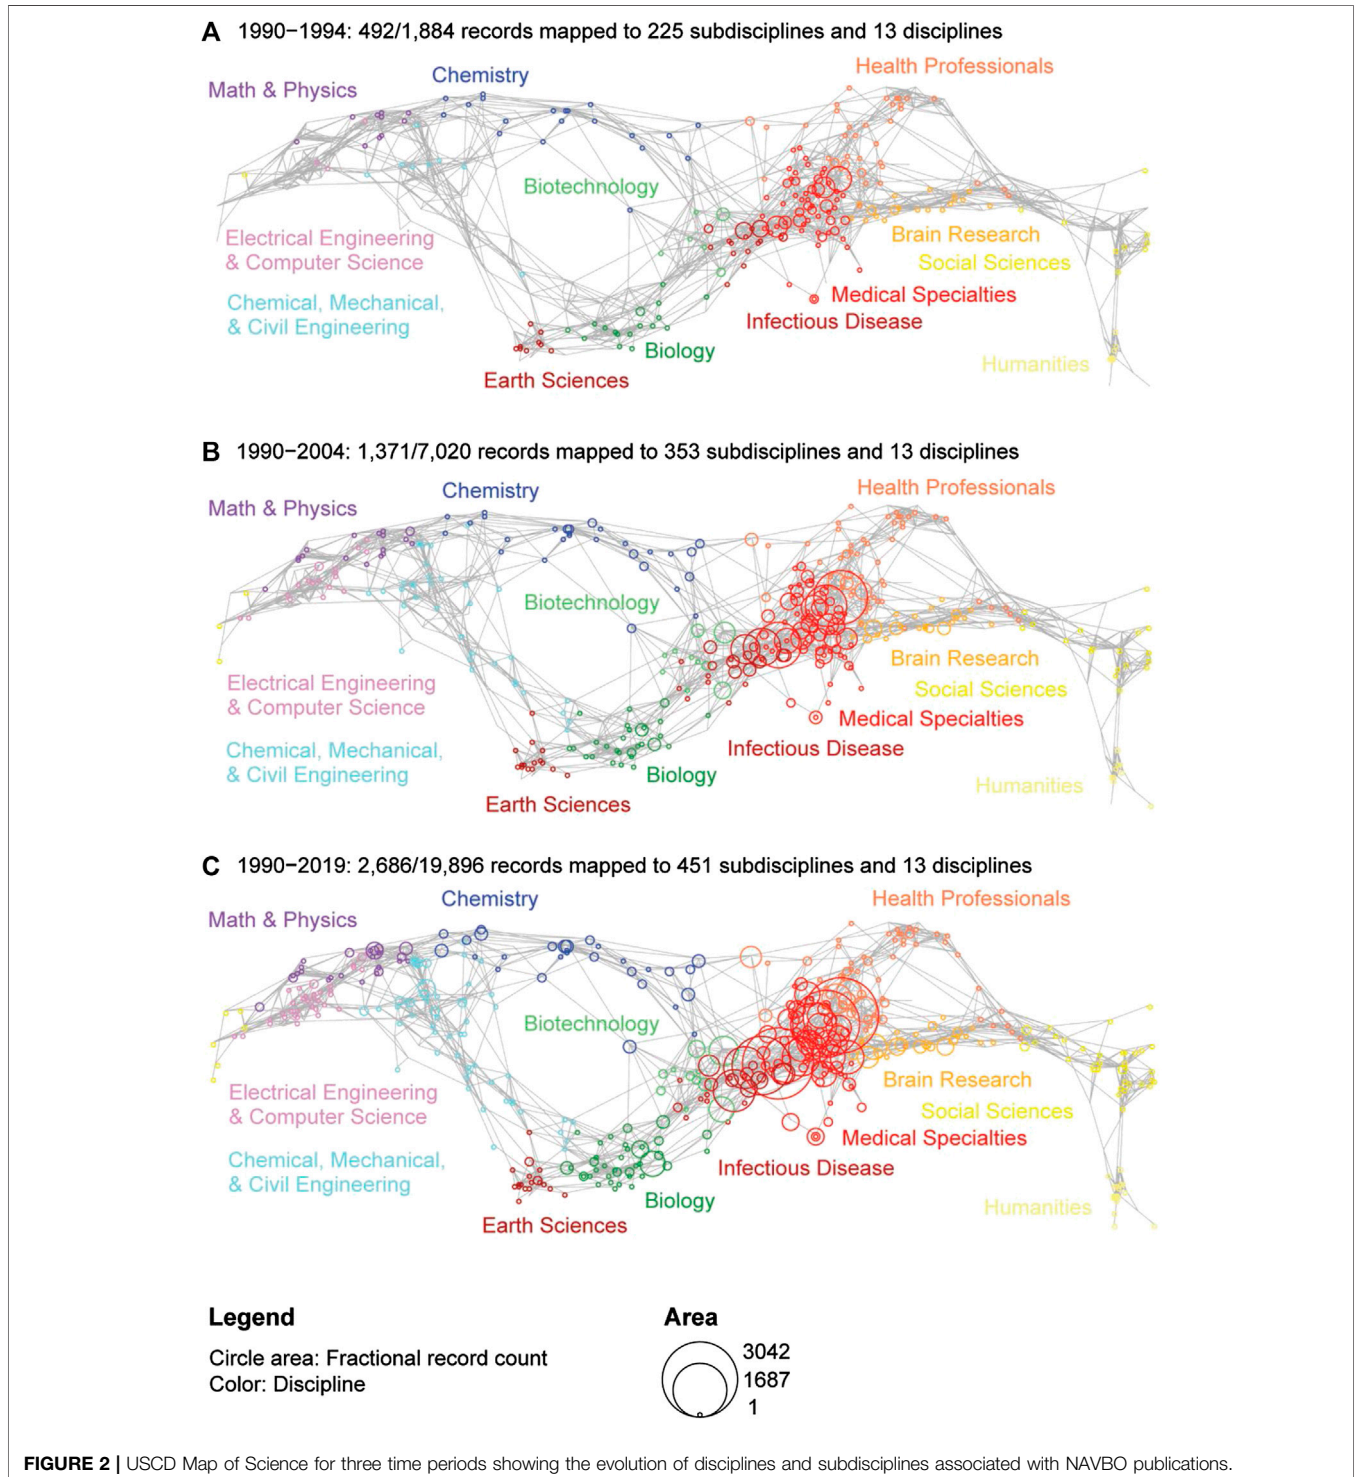 A 1990–1994: 492/1,884 records mapped to 225 subdisciplines and 13 disciplines
Health Professionals
Chemistry
Math & Physics
Biotechnology
Electrical Engineering
& Computer Science
Brain Research
Social Sciences
Chemical, Mechanical,
& Civil Engineering
Medical Specialties
Infectious Disease
Biology
Humanities
Earth Sciences
B 1990–2004: 1,371/7,020 records mapped to 353 subdisciplines and 13 disciplines
Health Professionals
Chemistry
Math & Physics
Biotechnology
Brain Research
Electrical Engineering
& Computer Science
Social Sciences
Medical Specialties
Chemical, Mechanical,
& Civil Engineering
Infectious Disease
Biology
Humanities
Earth Sciences
C 1990–2019: 2,686/19,896 records mapped to 451 subdisciplines and 13 disciplines
Health Professionals
Chemistry
Math & Physics
Biotechnology
Brain Research
Electrical Engineering
& Computer Science
Social Sciences
Medical Specialties
Chemical, Mechanical,
& Civil Engineering
Infectious Disease
Biology
Humanities
Earth Sciences
Legend
Circle area: Fractional record count
Color: Discipline
Area
3042
1687
1
FIGURE 2 | USCD Map of Science for three time periods showing the evolution of disciplines and subdisciplines associated with NAVBO publications.